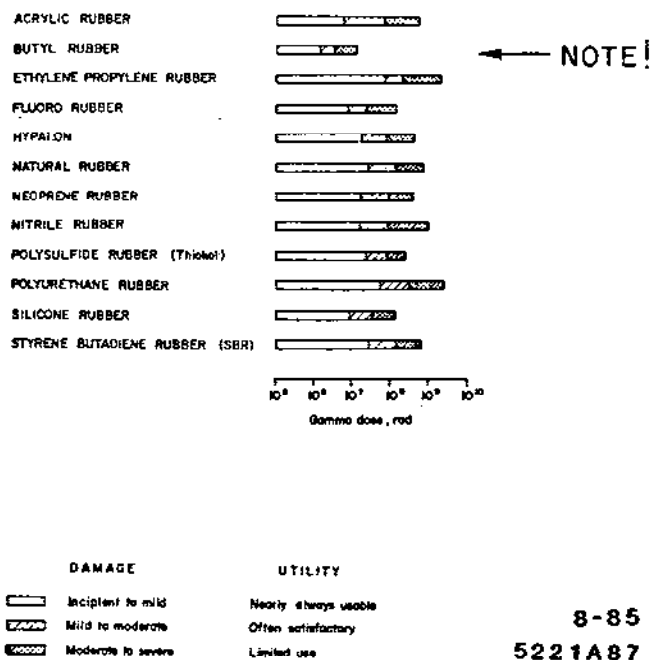 ACRYLIC RUBBER
BUTYL RUBBER
NOTE!
ETHYLENE PROPYLENE RUBBER
FLUORO RUBBER
HYPALON
NATURAL RUBBER
NEOPRENE RUBBER
NITRILE RUBBER
POLYSULFIDE RUBBER (Thiokol)
POLYURETHANE RUBBER
SILICONE RUBBER
STYRENE BUTADIENE RUBBER (SBR)
10⁵ 10⁶ 10⁷ 10⁸ 10⁹ 10¹⁰
Gamma dose, rad
DAMAGE UTILITY
Incipient to mild Nearly always usable
Mild to moderate Often satisfactory
Moderate to severe Limited use
8-85
5221A87